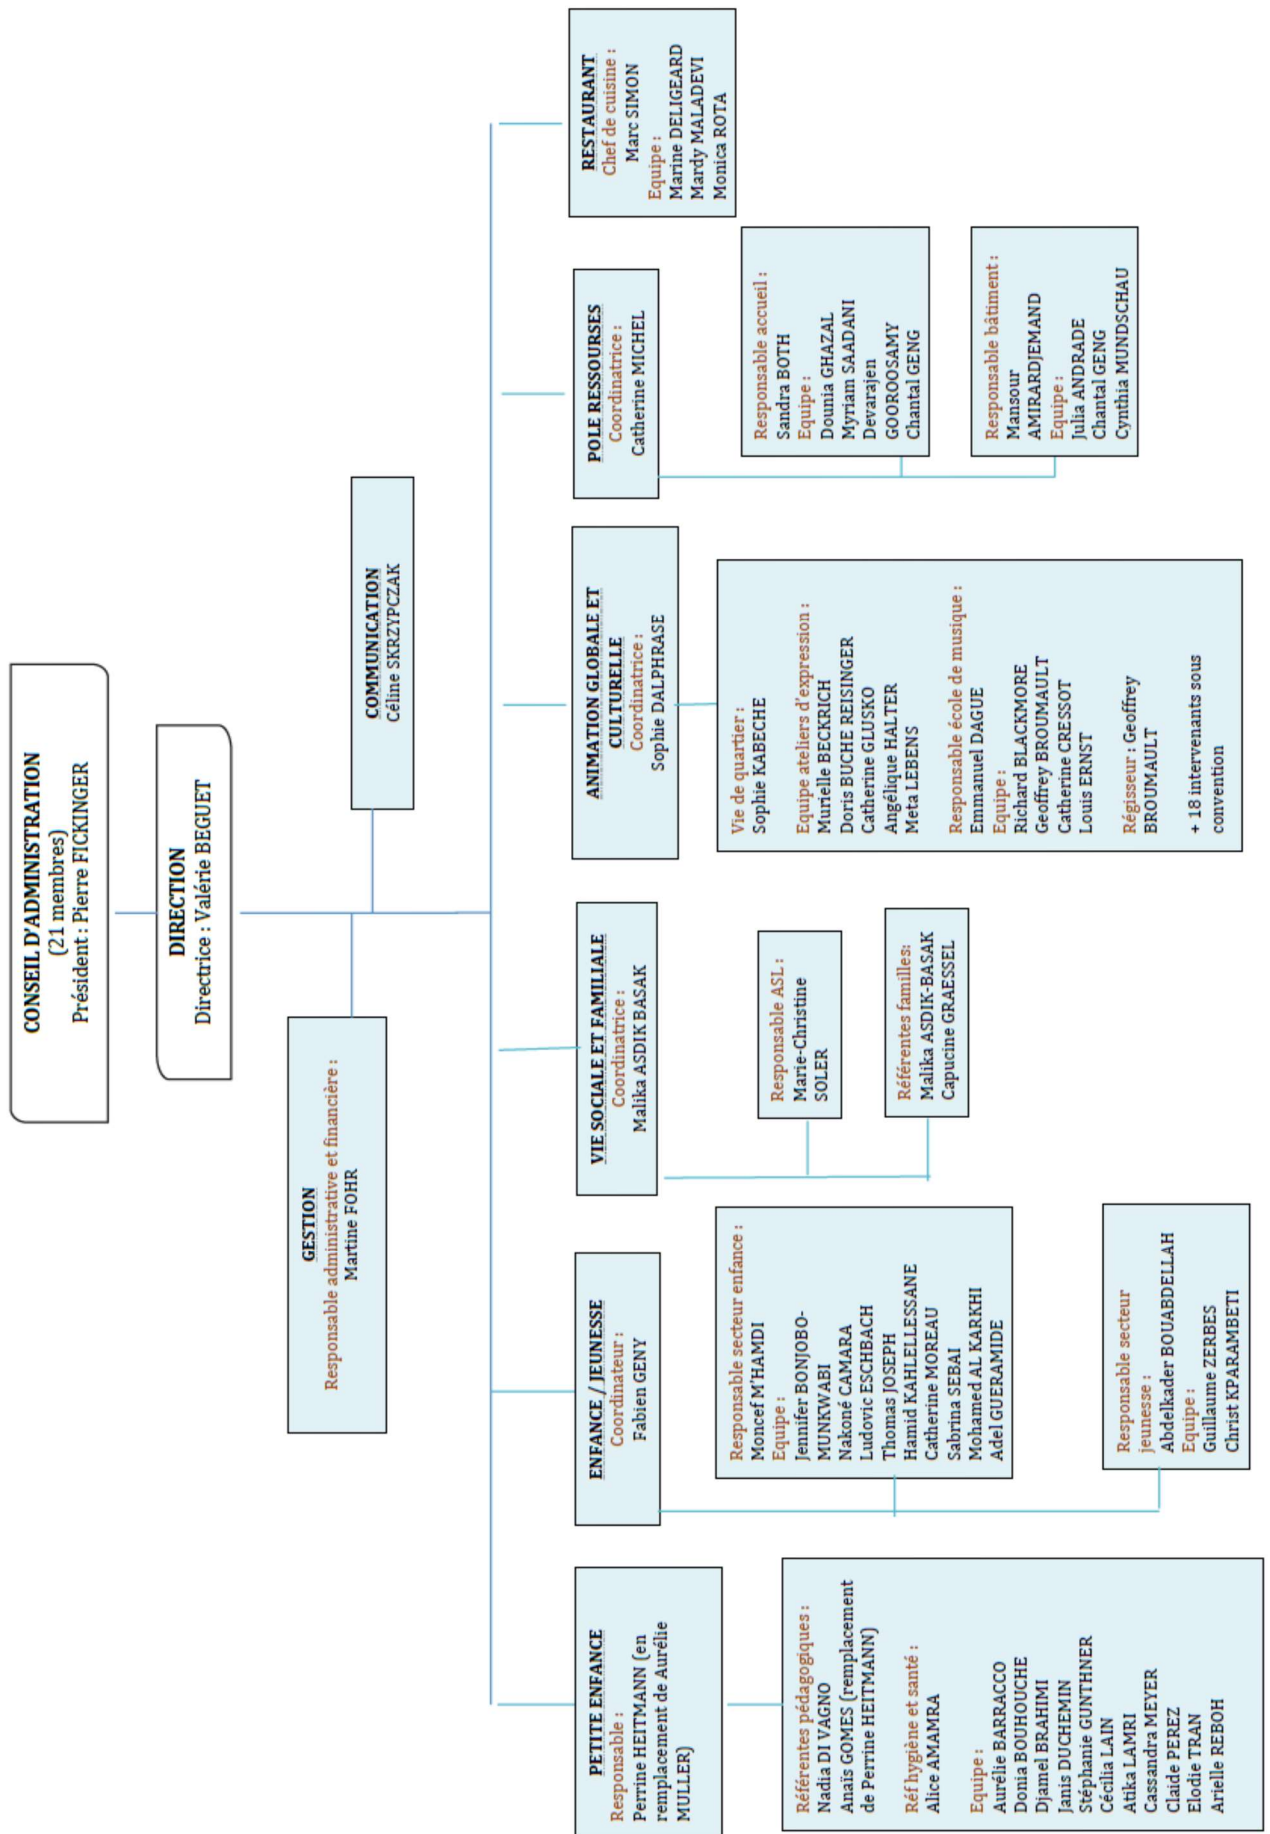 CONSEIL D'ADMINISTRATION
(21 membres)
Président : Pierre FICKINGER
DIRECTION
Directrice : Valérie BEGUET
GESTION
Responsable administrative et financière :
Martine FOHR
COMMUNICATION
Céline SKRZYPCZAK
PETITE ENFANCE
Responsable :
Perrine HEITMANN (en
remplacement de Aurélie
MULLER)
Référentes pédagogiques :
Nadia DI VAGNO
Anaïs GOMES (remplacement
de Perrine HEITMANN)
Réf hygiène et santé :
Alice AMAMRA
Equipe :
Aurélie BARRACCO
Donia BOUHOUCHE
Djamel BRAHIMI
Janis DUCHEMIN
Stéphanie GUNTHNER
Cécilia LAIN
Atika LAMRI
Cassandra MEYER
Claide PEREZ
Elodie TRAN
Arielle REBOH
ENFANCE / JEUNESSE
Coordinateur :
Fabien GENY
Responsable secteur enfance :
Moncef M'HAMDI
Equipe :
Jennifer BONJOBO-
MUNKWABI
Nakoné CAMARA
Ludovic ESCHBACH
Thomas JOSEPH
Hamid KAHLELLESSANE
Catherine MOREAU
Sabrina SEBAI
Mohamed AL KARKHI
Adel GUERAMIDE
Responsable secteur
jeunesse :
Abdelkader BOUABDELLAH
Equipe :
Guillaume ZERBES
Christ KPARAMBETI
VIE SOCIALE ET FAMILIALE
Coordinatrice :
Malika ASDIK BASAK
Responsable ASL :
Marie-Christine
SOLER
Référentes familles:
Malika ASDIK-BASAK
Capucine GRAESSEL
ANIMATION GLOBALE ET
CULTURELLE
Coordinatrice :
Sophie DALPHRASE
Vie de quartier :
Sophie KABECHE
Equipe ateliers d'expression :
Murielle BECKRICH
Doris BUCHE REISINGER
Catherine GLUSKO
Angélique HALTER
Meta LEBENS
Responsable école de musique :
Emmanuel DAGUE
Equipe :
Richard BLACKMORE
Geoffrey BROUMAULT
Catherine CRESSOT
Louis ERNST
Régisseur : Geoffrey
BROUMAULT
+ 18 intervenants sous
convention
POLE RESSOURSES
Coordinatrice :
Catherine MICHEL
Responsable accueil :
Sandra BOTH
Equipe :
Dounia GHAZAL
Myriam SAADANI
Devarajen
GOOROOSAMY
Chantal GENG
Responsable bâtiment :
Mansour
AMIRARDJEMAND
Equipe :
Julia ANDRADE
Chantal GENG
Cynthia MUNDSCHAU
RESTAURANT
Chef de cuisine :
Marc SIMON
Equipe :
Marine DELIGEARD
Mardy MALADEVI
Monica ROTA